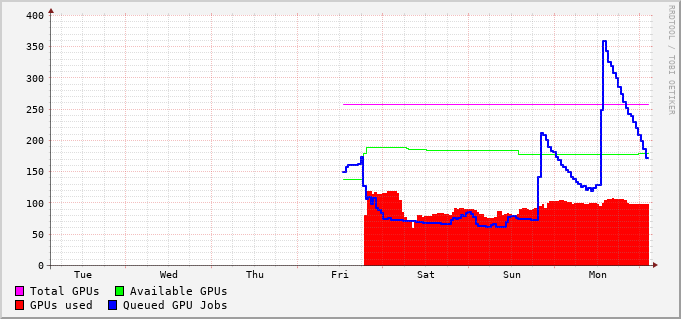 400
350
300
250
200
150
100
50
0
Tue Wed Thu Fri Sat Sun Mon
Total GPUs Available GPUs
GPUs used Queued GPU Jobs
RRDTOOL / TOBI OETIKER